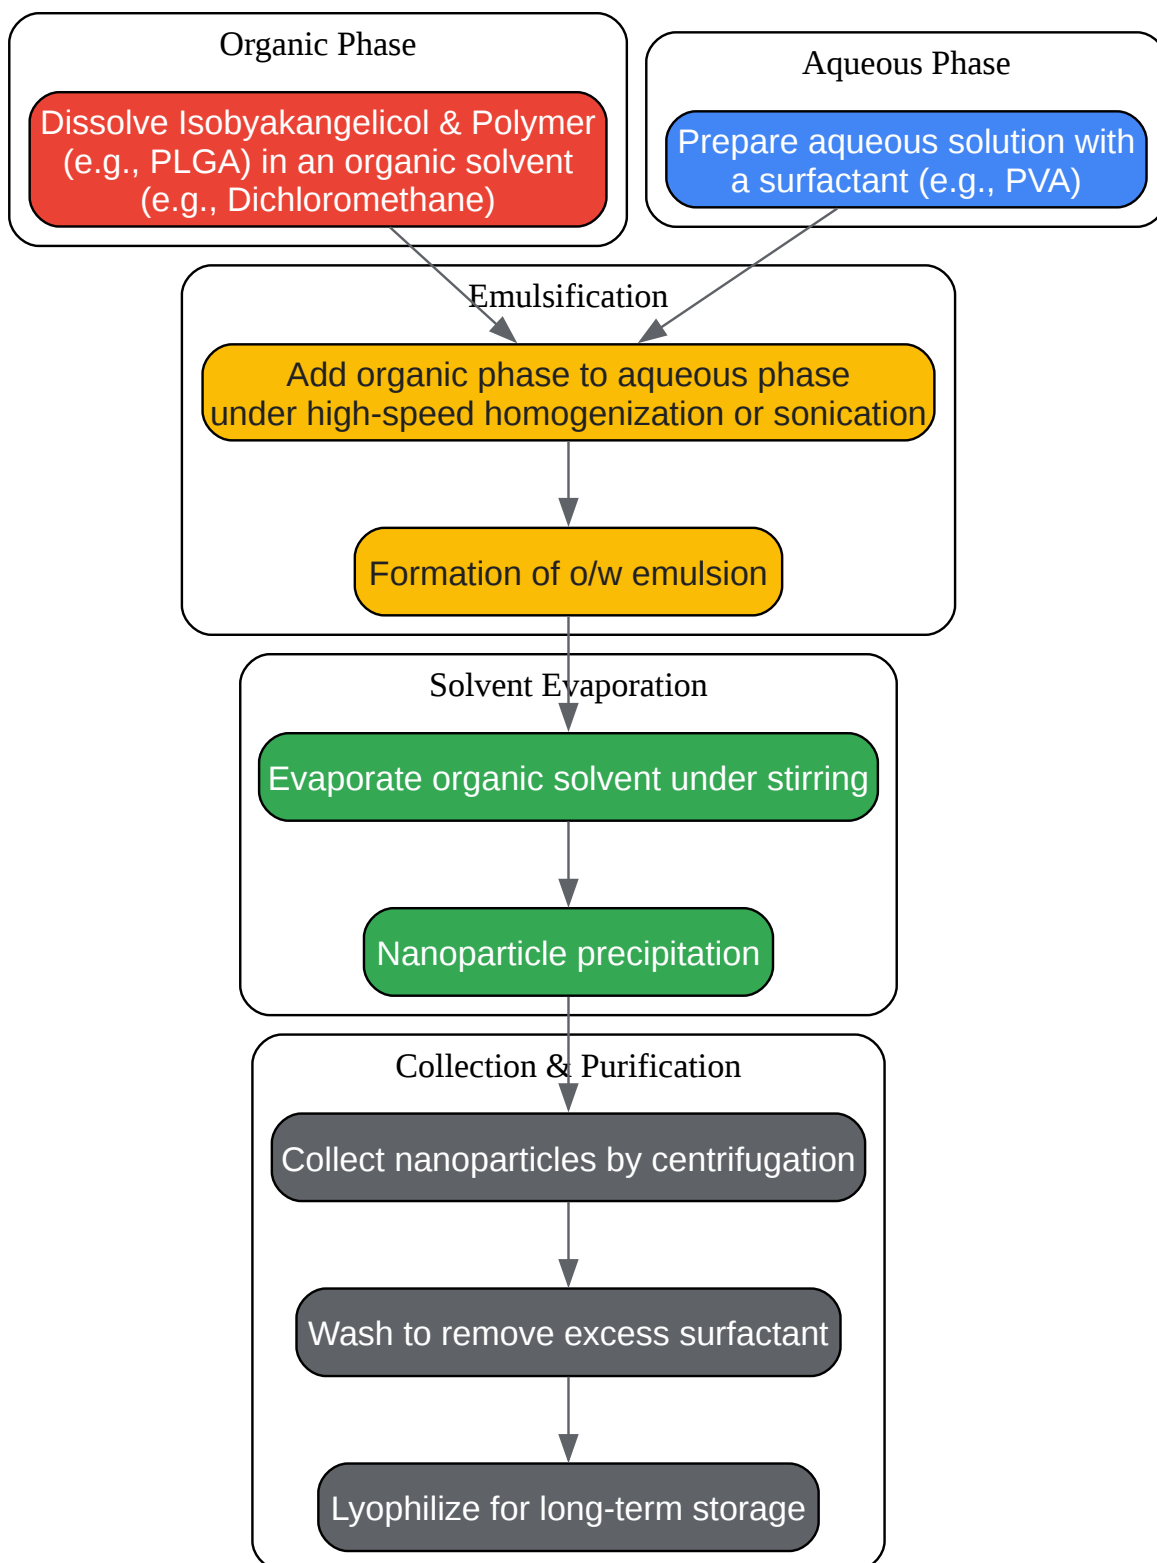 Organic Phase
Dissolve Isobyakangelicol & Polymer
(e.g., PLGA) in an organic solvent
(e.g., Dichloromethane)
Aqueous Phase
Prepare aqueous solution with
a surfactant (e.g., PVA)
Emulsification
Add organic phase to aqueous phase
under high-speed homogenization or sonication
Formation of o/w emulsion
Solvent Evaporation
Evaporate organic solvent under stirring
Nanoparticle precipitation
Collection & Purification
Collect nanoparticles by centrifugation
Wash to remove excess surfactant
Lyophilize for long-term storage